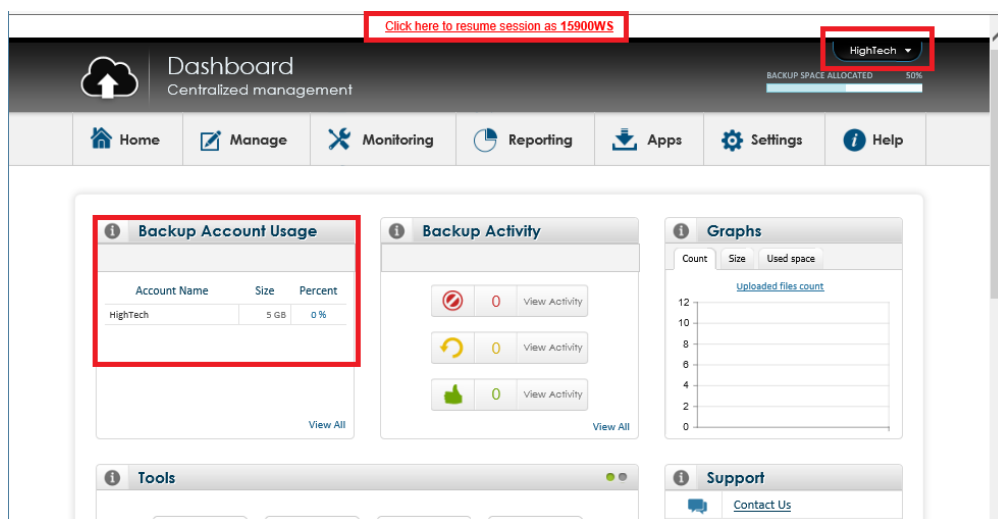 Click here to resume session as 15900WS
HighTech
Dashboard
Centralized management
BACKUP SPACE ALLOCATED 50%
Home Manage Monitoring Reporting Apps Settings Help
Backup Account Usage
Account Name Size Percent
HighTech 5 GB 0 %
View All
Backup Activity
0 View Activity
0 View Activity
0 View Activity
View All
Graphs
Count Size Used space
Uploaded files count
12
10
8
6
4
2
0
Tools
Support
Contact Us